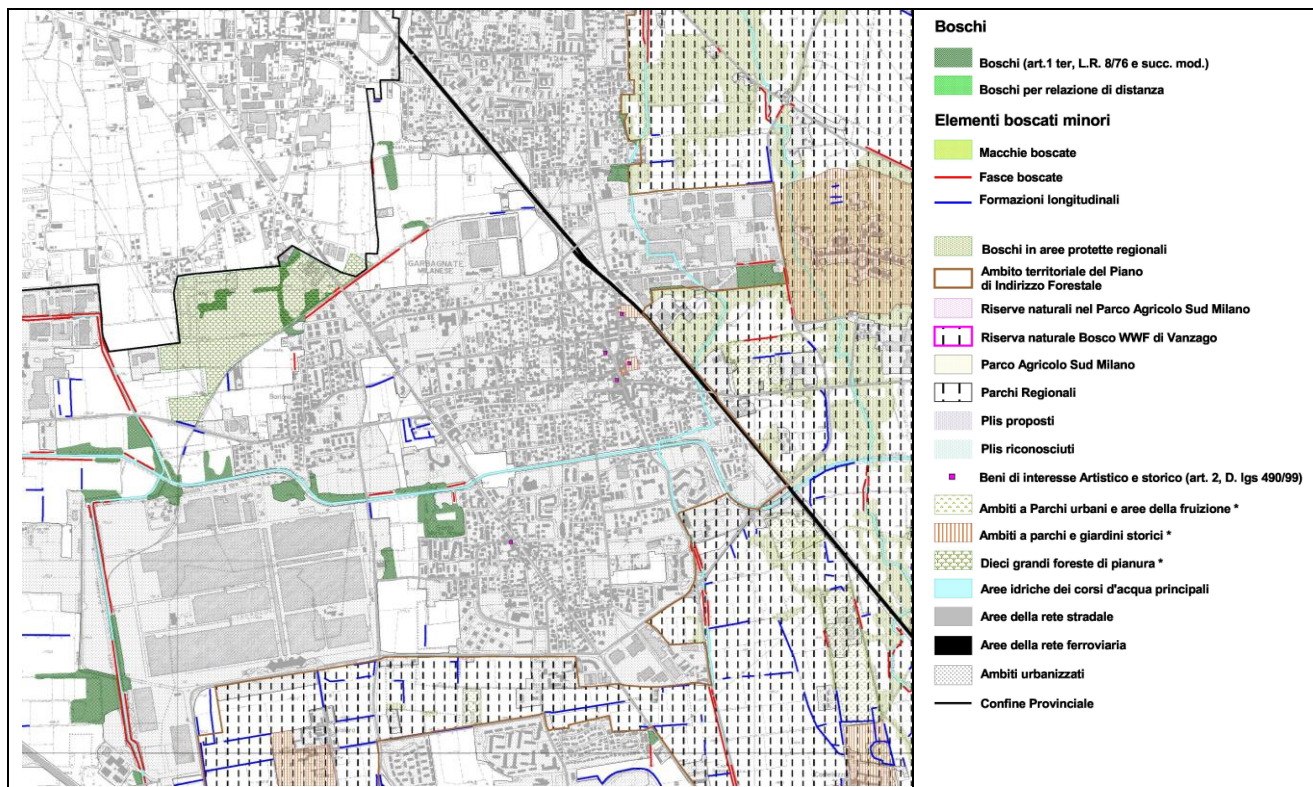 GARBAGNATE
MILANESE
Boschi
Boschi (art.1 ter, L.R. 8/76 e succ. mod.)
Boschi per relazione di distanza
Elementi boscati minori
Macchie boscate
Fasce boscate
Formazioni longitudinali
Boschi in aree protette regionali
Ambito territoriale del Piano
di Indirizzo Forestale
Riserve naturali nel Parco Agricolo Sud Milano
Riserva naturale Bosco WWF di Vanzago
Parco Agricolo Sud Milano
Parchi Regionali
Plis proposti
Plis riconosciuti
Beni di interesse Artistico e storico (art. 2, D. lgs 490/99)
Ambiti a Parchi urbani e aree della fruizione *
Ambiti a parchi e giardini storici *
Dieci grandi foreste di pianura *
Aree idriche dei corsi d'acqua principali
Aree della rete stradale
Aree della rete ferroviaria
Ambiti urbanizzati
Confine Provinciale